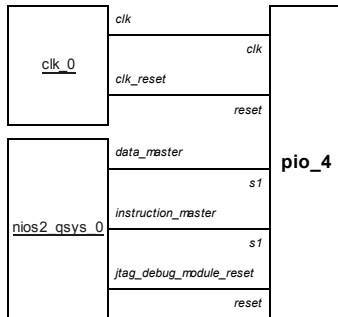 clk
clk
clk_0
clk_reset
reset
data_master
pio_4
s1
instruction_master
nios2_qsys_0
s1
jtag_debug_module_reset
reset